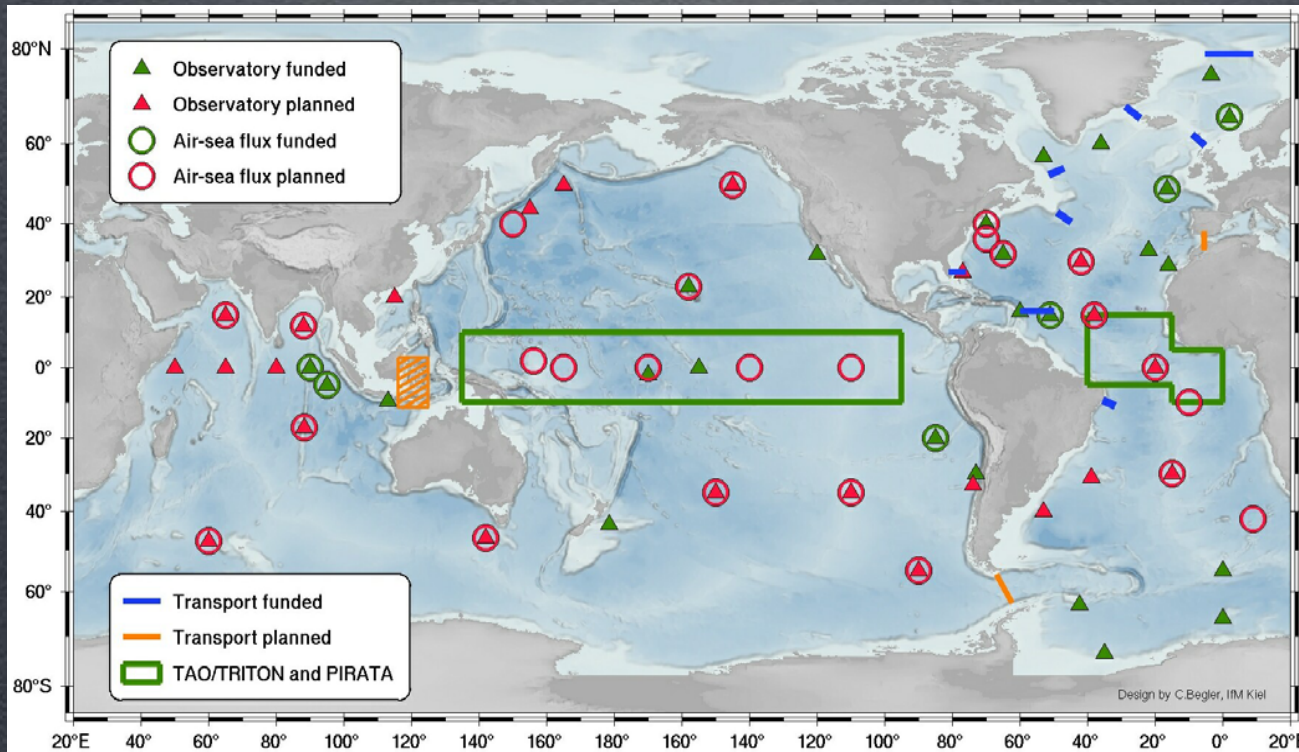 80°N
60°
40°
20°
0°
20°
40°
60°
80°S
Observatory funded
Observatory planned
Air-sea flux funded
Air-sea flux planned
Transport funded
Transport planned
TAO/TRITON and PIRATA
Design by C.Begler, IfM Kiel
20°E 40° 60° 80° 100° 120° 140° 160° 180° 160° 140° 120° 100° 80° 60° 40° 20° 0° 20°E